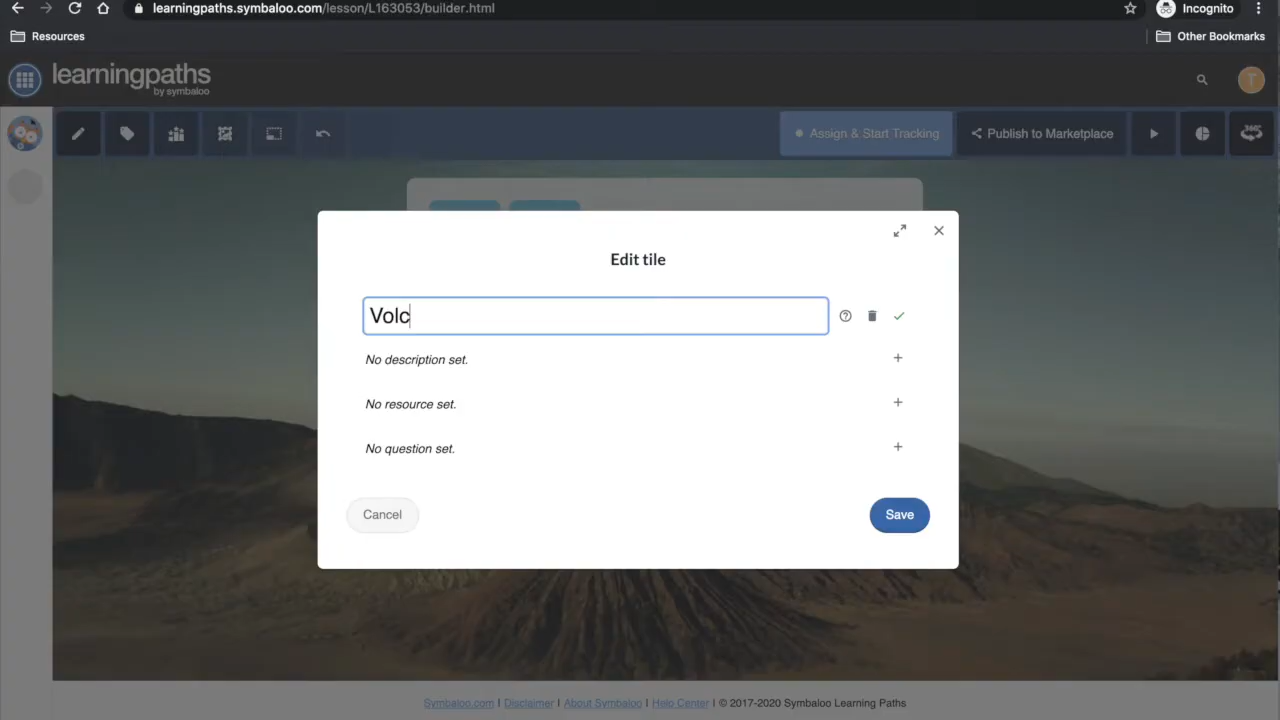 learningpaths.symbaloo.com/lesson/L163053/builder.html
Incognito
Resources
Other Bookmarks
learningpaths
by symbaloo
T
Assign & Start Tracking
Publish to Marketplace
360°
Edit tile
Volc
No description set.
No resource set.
No question set.
Cancel
Save
Symbaloo.com | Disclaimer | About Symbaloo | Help Center | © 2017-2020 Symbaloo Learning Paths